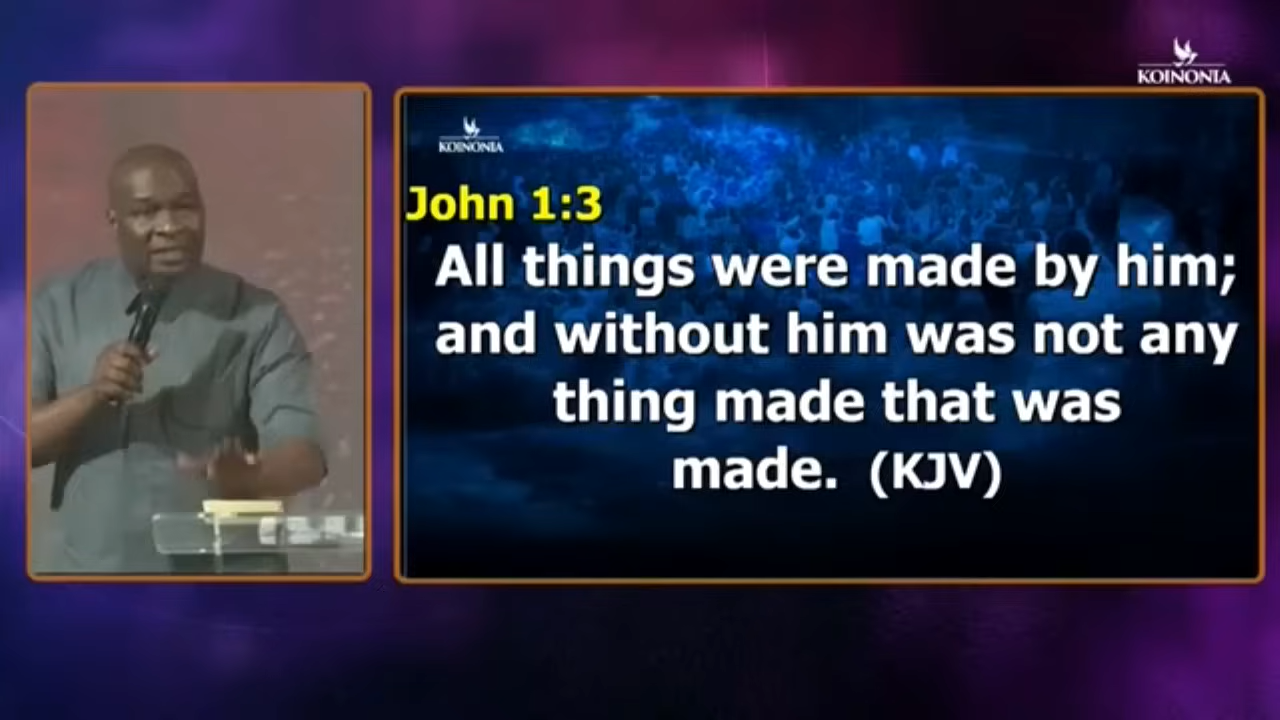 KOINONIA
KOINONIA
John 1:3
All things were made by him;
and without him was not any
thing made that was
made. (KJV)